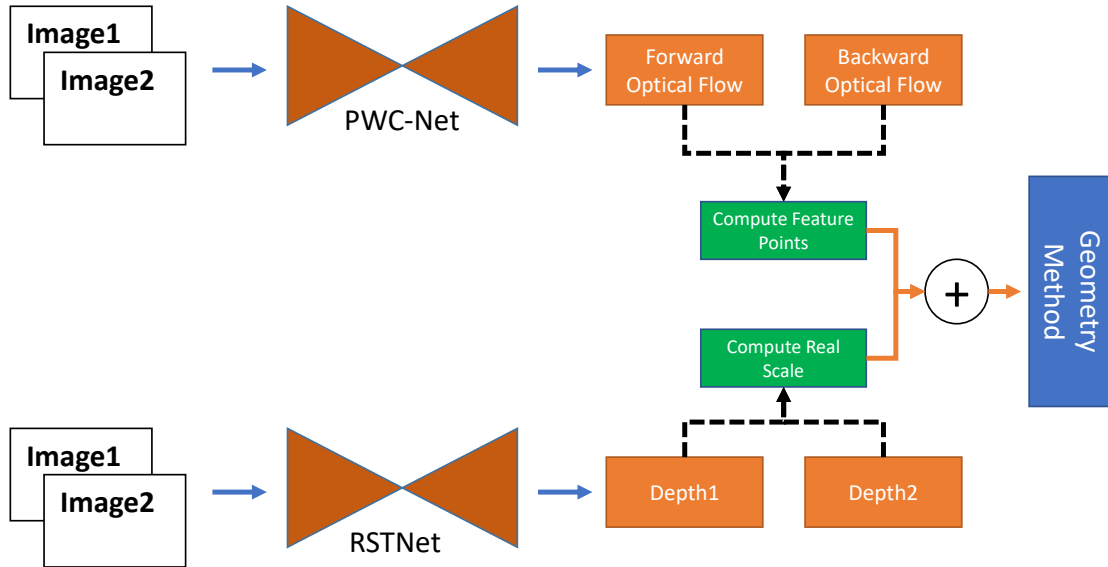 Image1
Image2
PWC-Net
Forward
Optical Flow
Backward
Optical Flow
Compute Feature
Points
+
Geometry
Method
Compute Real
Scale
Image1
Image2
RSTNet
Depth1
Depth2